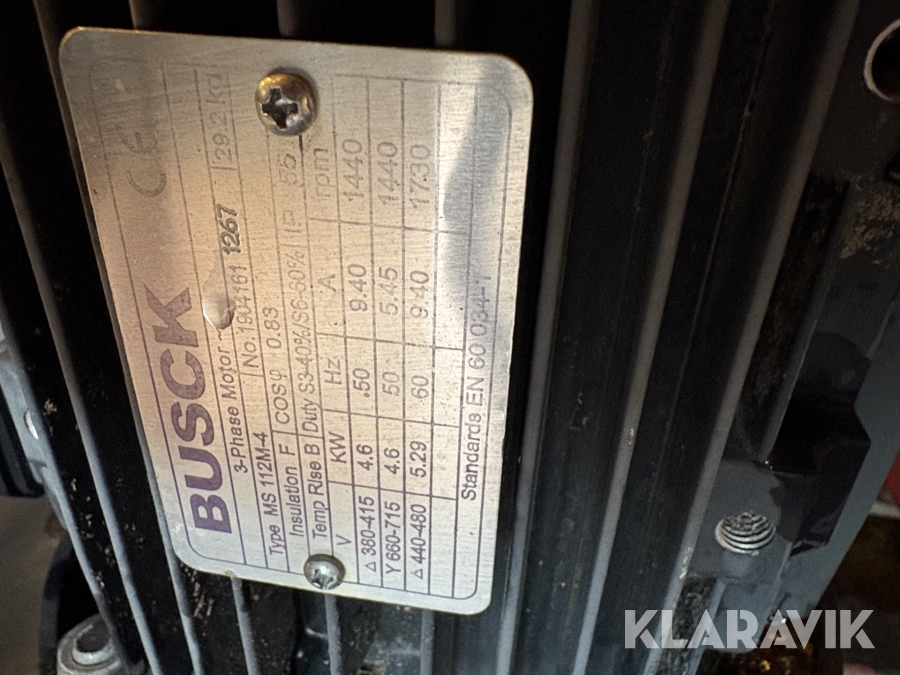 BUSCK CE
3-Phase Motor
Type MS 112M-4 No. 1904161 1267 29.2 Kg
Insulation F COSφ 0.83 IP 55
Temp Rise B Duty S3-40%/S6-60%
V KW Hz A rpm
△ 380-415 4.6 50 9.40 1440
Y 660-715 4.6 50 5.45 1440
△ 440-480 5.29 60 9.40 1730
Standards EN 60 034-1
KLARAVIK